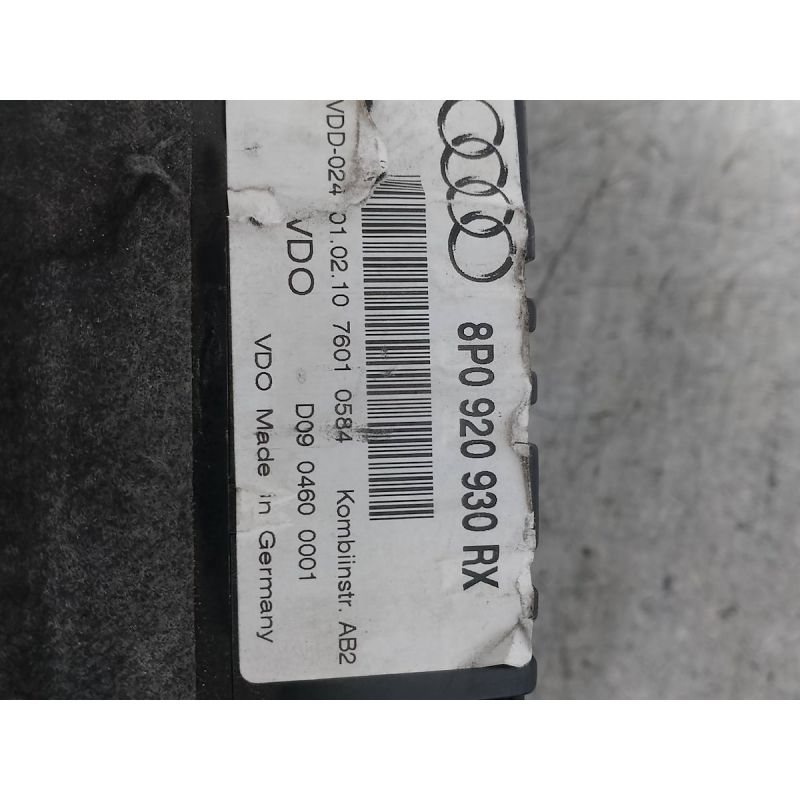 8P0 920 930 RX
VDD-024 01.02.10 7601 0584 Kombiinstr. AB2
VDO D09 0460 0001
VDO Made in Germany